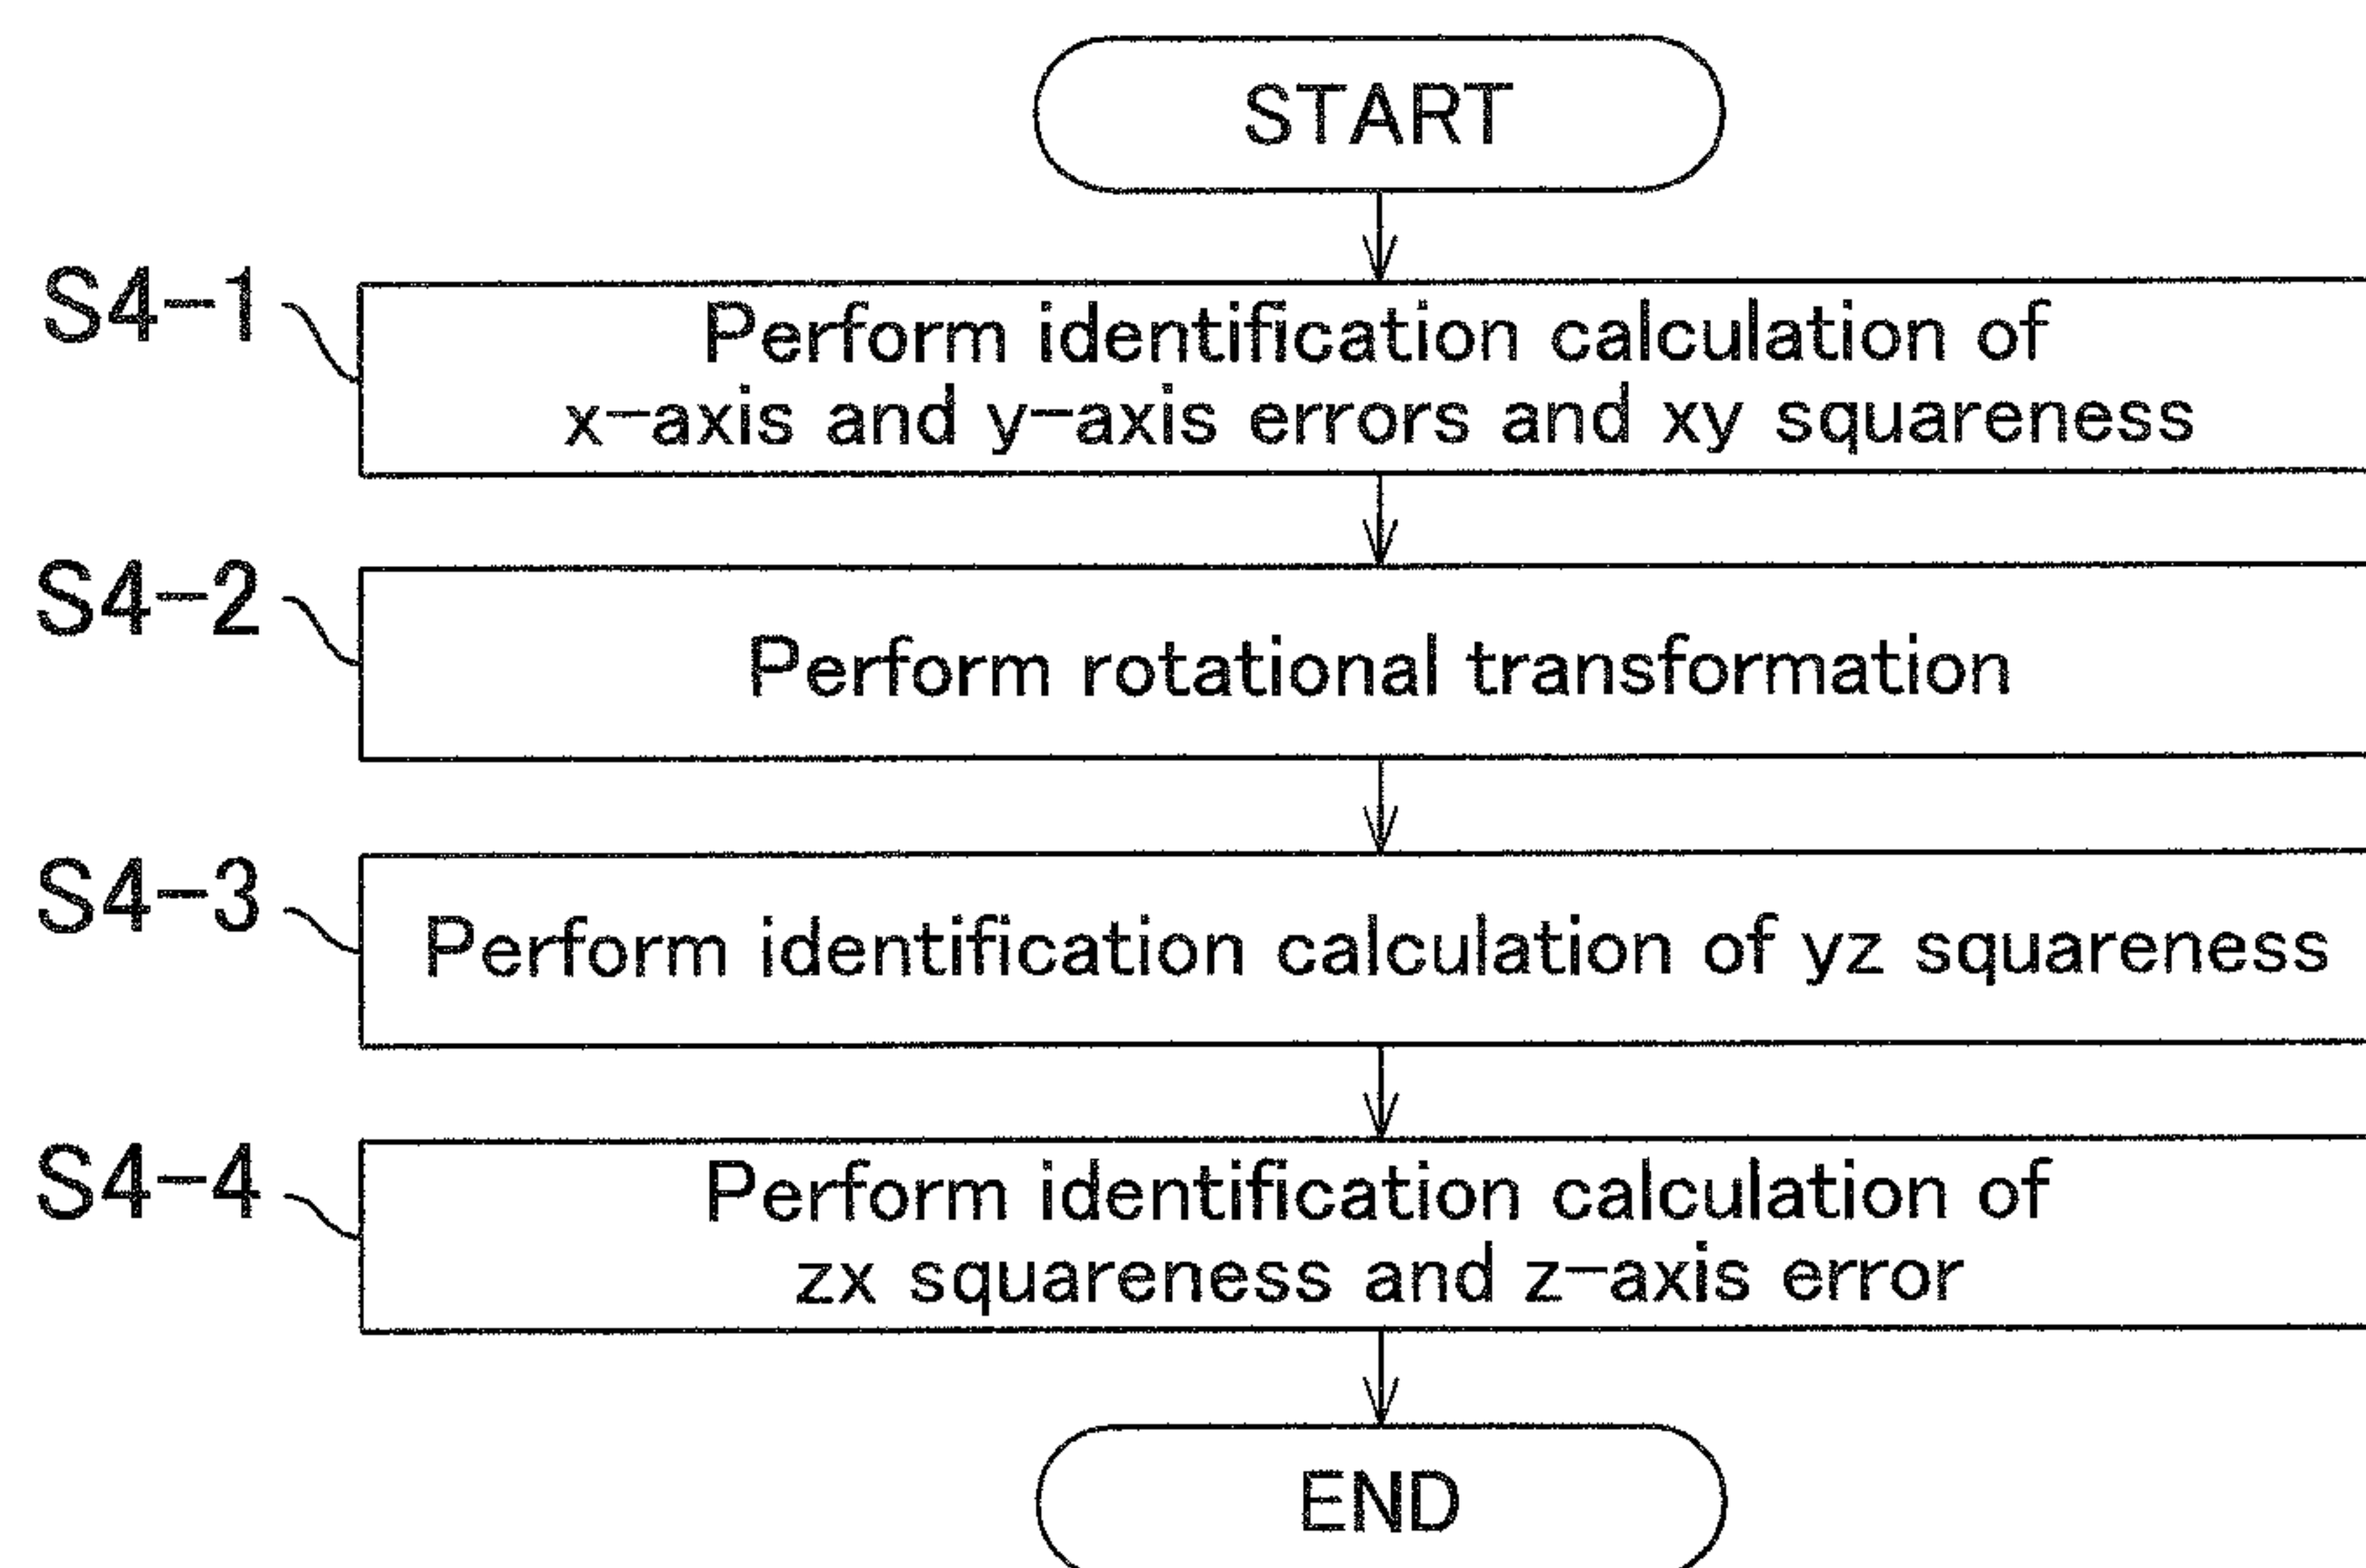 START
S4-1
Perform identification calculation of
x-axis and y-axis errors and xy squareness
S4-2
Perform rotational transformation
S4-3
Perform identification calculation of yz squareness
S4-4
Perform identification calculation of
zx squareness and z-axis error
END